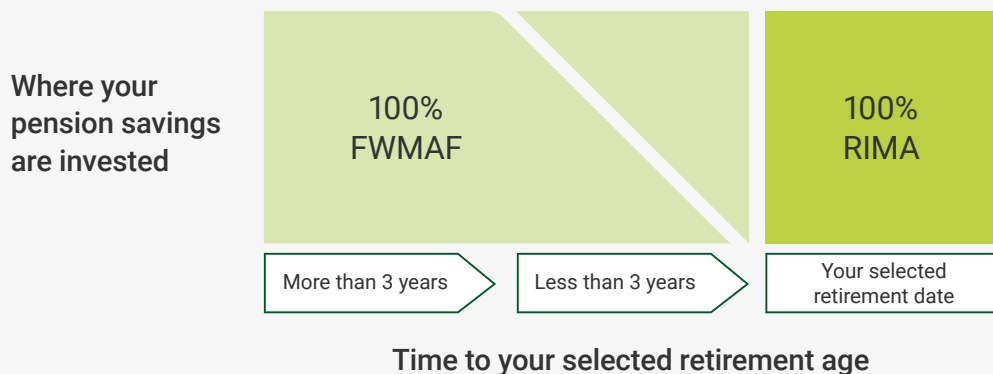 Where your
pension savings
are invested
100%
FWMAF
100%
RIMA
More than 3 years
Less than 3 years
Your selected
retirement date
Time to your selected retirement age